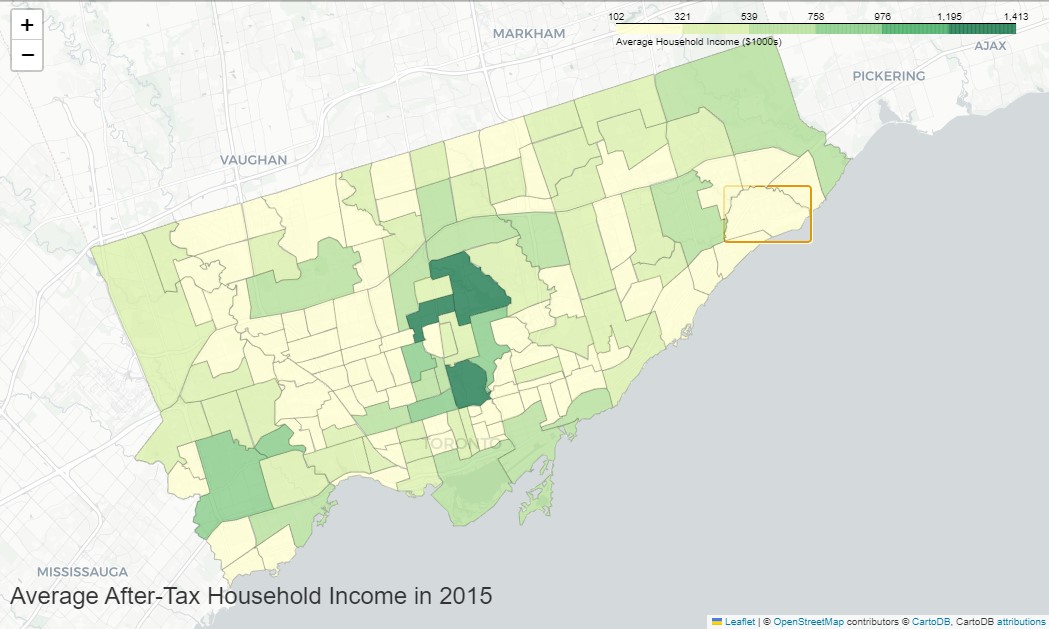 +
−
102 321 539 758 976 1,195 1,413
Average Household Income ($1000s)
MARKHAM
AJAX
PICKERING
VAUGHAN
TORONTO
MISSISSAUGA
Average After-Tax Household Income in 2015
Leaflet | © OpenStreetMap contributors © CartoDB, CartoDB attributions